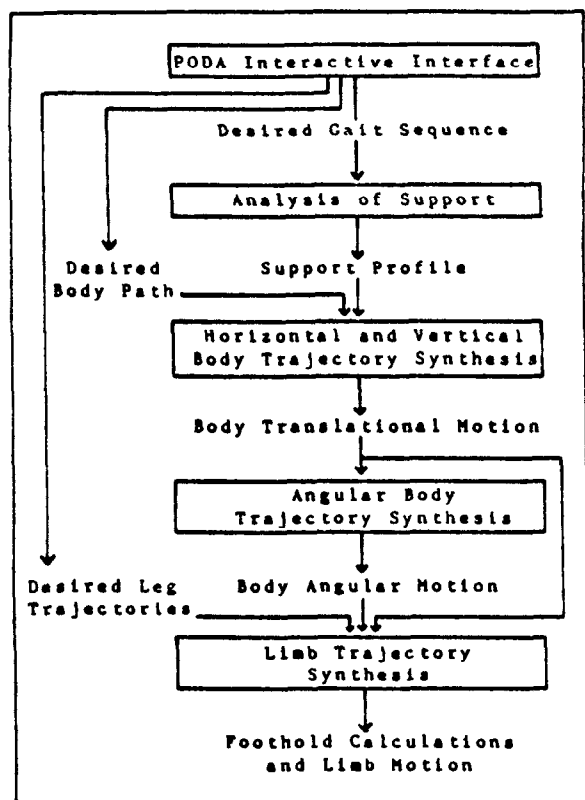 PODA Interactive Interface
Desired Gait Sequence
Analysis of Support
Desired
Body Path
Support Profile
Horizontal and Vertical
Body Trajectory Synthesis
Body Translational Motion
Angular Body
Trajectory Synthesis
Desired Leg
Trajectories
Body Angular Motion
Limb Trajectory
Synthesis
Foothold Calculations
and Limb Motion